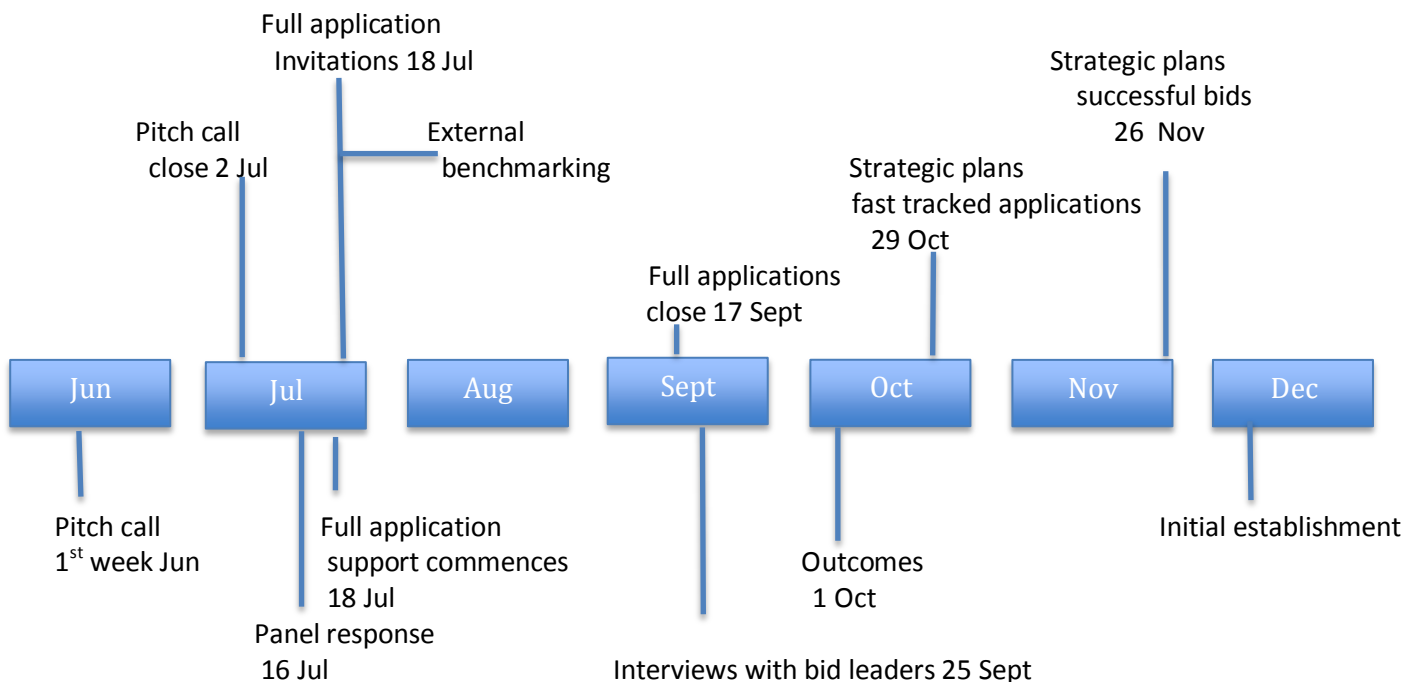 Full application
Invitations 18 Jul
Strategic plans
successful bids
26 Nov
Pitch call
close 2 Jul
External
benchmarking
Strategic plans
fast tracked applications
29 Oct
Full applications
close 17 Sept
Jun
Jul
Aug
Sept
Oct
Nov
Dec
Pitch call
1st week Jun
Full application
support commences
18 Jul
Panel response
16 Jul
Outcomes
1 Oct
Initial establishment
Interviews with bid leaders 25 Sept